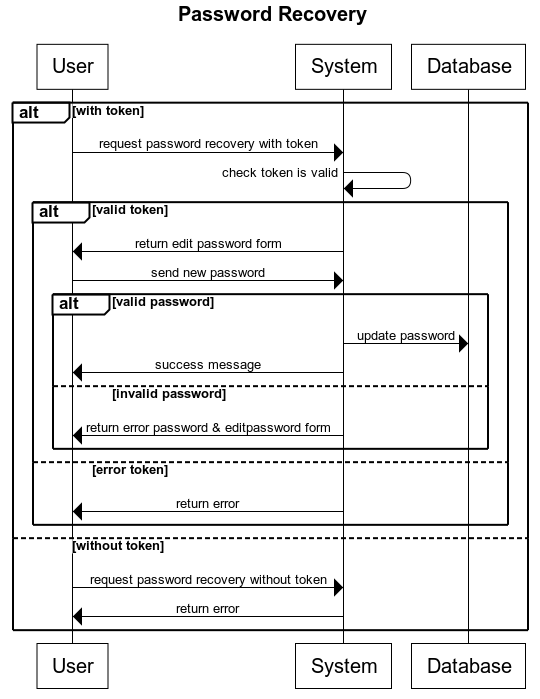 Password Recovery
User System Database
alt [with token]
request password recovery with token
check token is valid
alt [valid token]
return edit password form
send new password
alt [valid password]
update password
success message
[invalid password]
return error password & editpassword form
[error token]
return error
[without token]
request password recovery without token
return error
User System Database